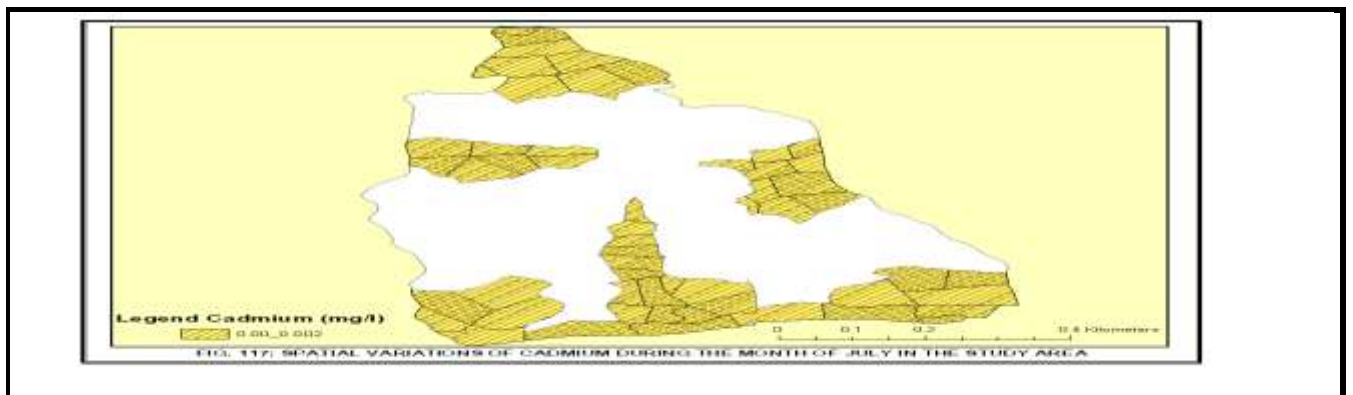 Legend Cadmium (mg/l)
0.00_0.002
0 0.1 0.2 0.4 Kilometers
FIG. 117; SPATIAL VARIATIONS OF CADMIUM DURING THE MONTH OF JULY IN THE STUDY AREA